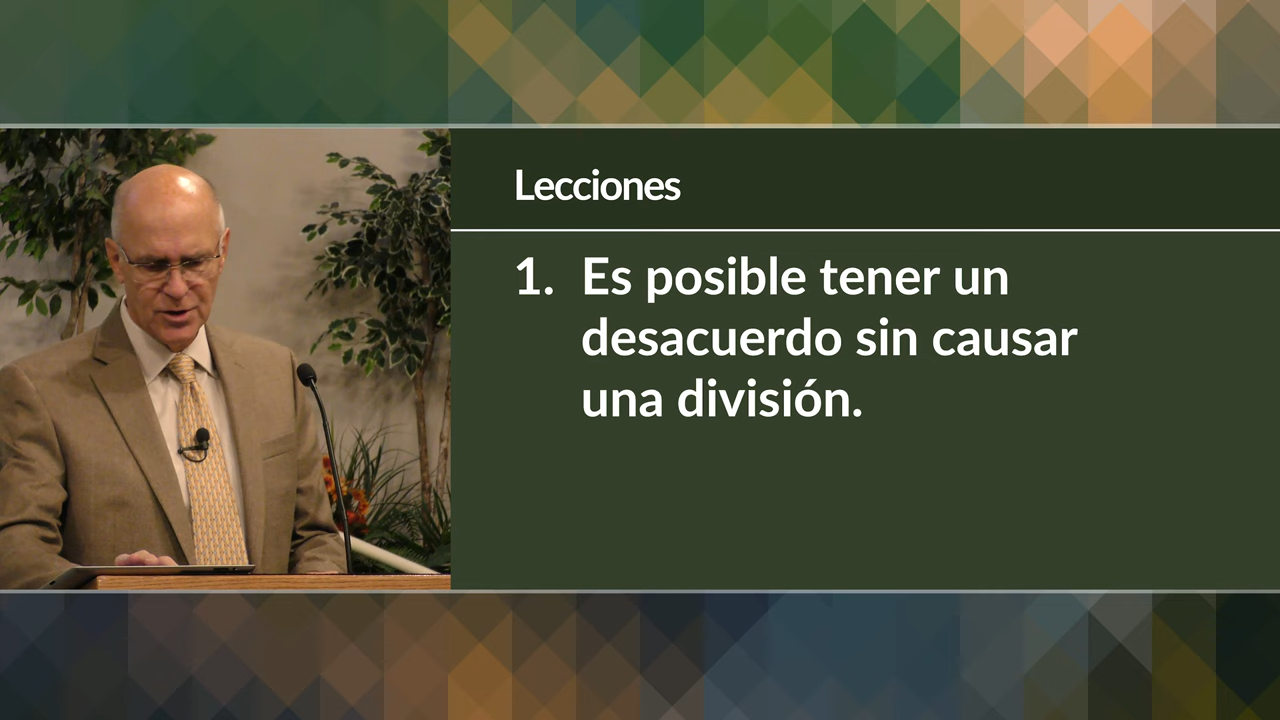 Lecciones
1. Es posible tener un
desacuerdo sin causar
una división.